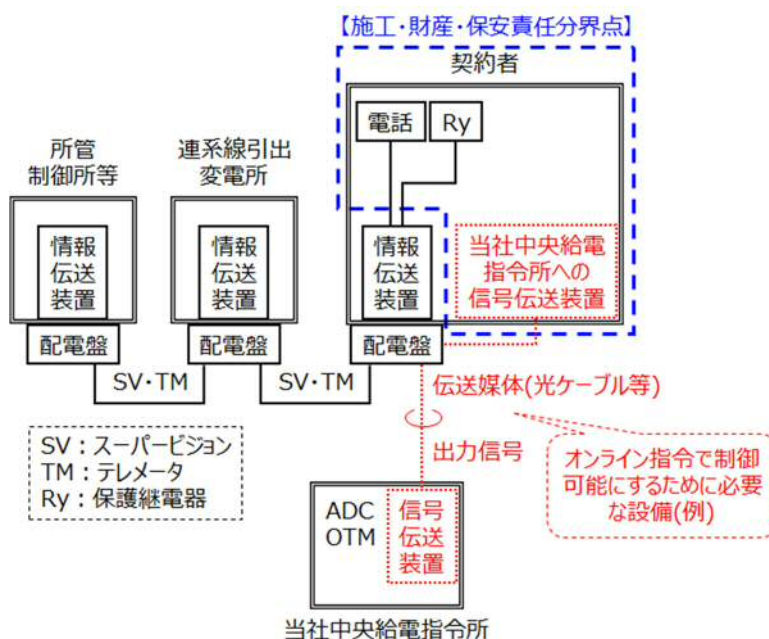 【施工・財産・保安責任分界点】
契約者
電話
Ry
所管
制御所等
連系線引出
変電所
情報
伝送
装置
情報
伝送
装置
情報
伝送
装置
当社中央給電
指令所への
信号伝送装置
配電盤
配電盤
配電盤
SV・TM
SV・TM
伝送媒体(光ケーブル等)
出力信号
SV:スーパービジョン
TM:テレメータ
Ry:保護継電器
オンライン指令で制御
可能にするために必要
な設備(例)
ADC
OTM
信号
伝送
装置
当社中央給電指令所